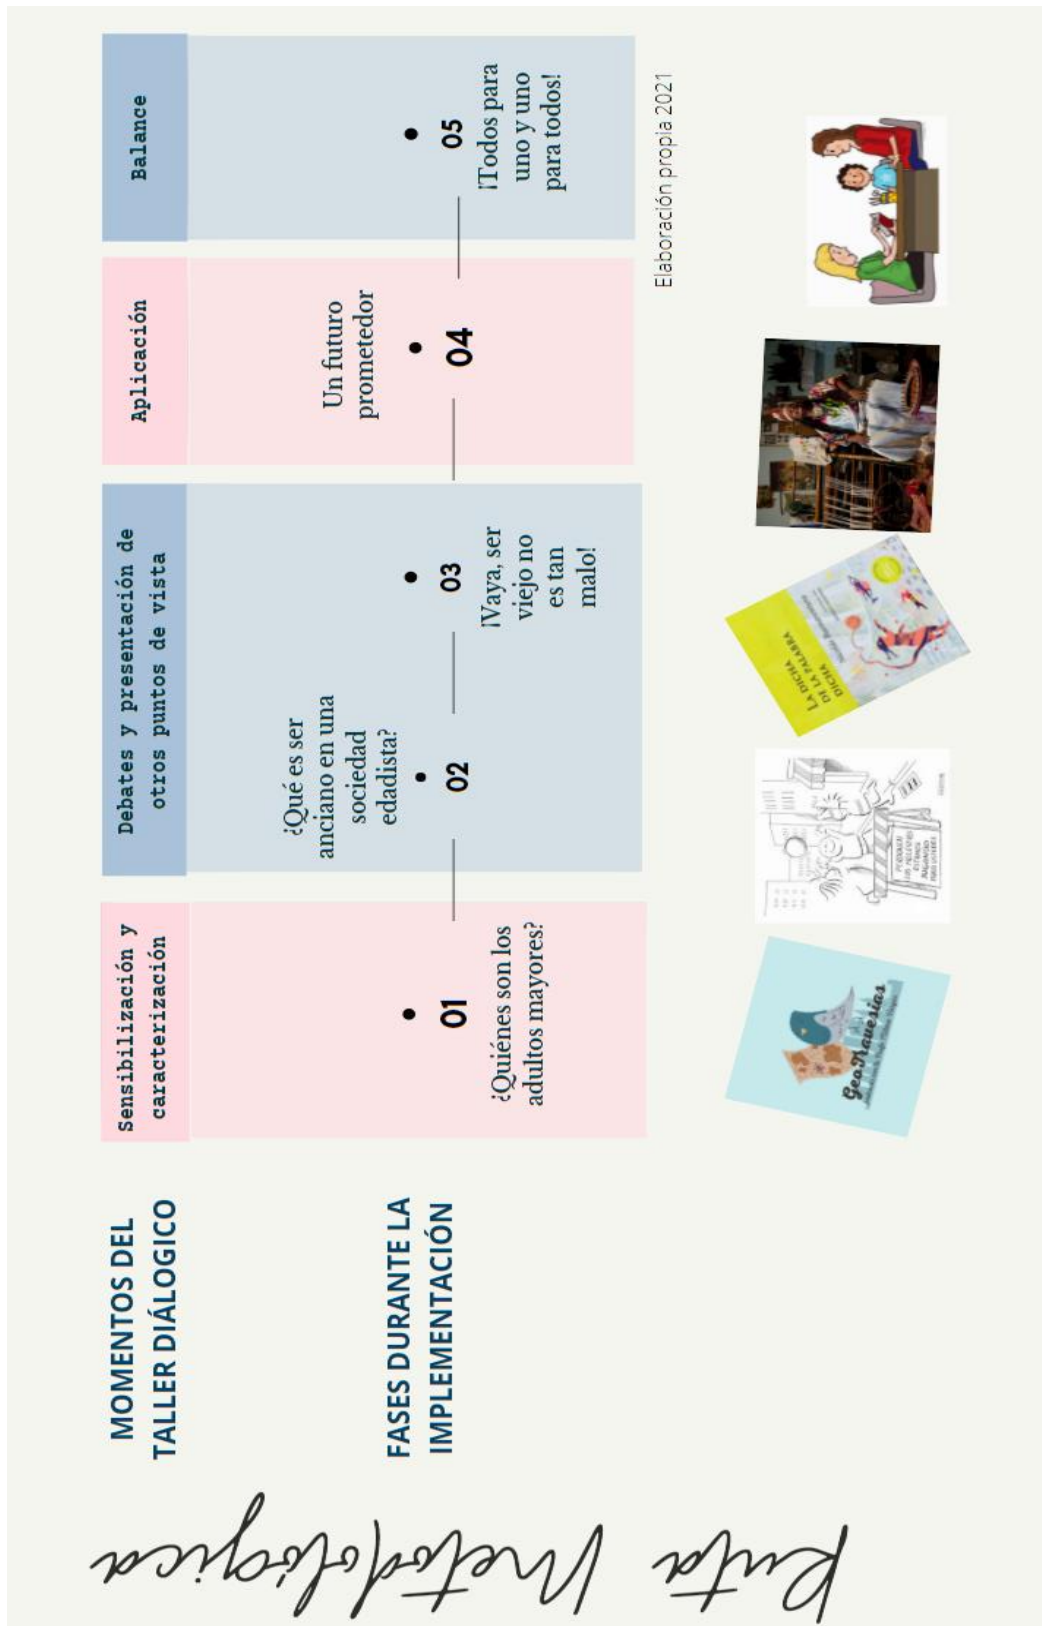 Ruta
Metodológica
MOMENTOS DEL
TALLER DIÁLOGICO
Sensibilización y
caracterización
Debates y presentación de
otros puntos de vista
Aplicación
Balance
FASES DURANTE LA
IMPLEMENTACIÓN
01
¿Quiénes son los
adultos mayores?
¿Qué es ser
anciano en una
sociedad
edadista?
02
03
¡Vaya, ser
viejo no
es tan
malo!
Un futuro
prometedor
04
05
¡Todos para
uno y uno
para todos!
Elaboración propia 2021
GeoTravesias
LA DICHA
DE LA PALABRA
DICHA